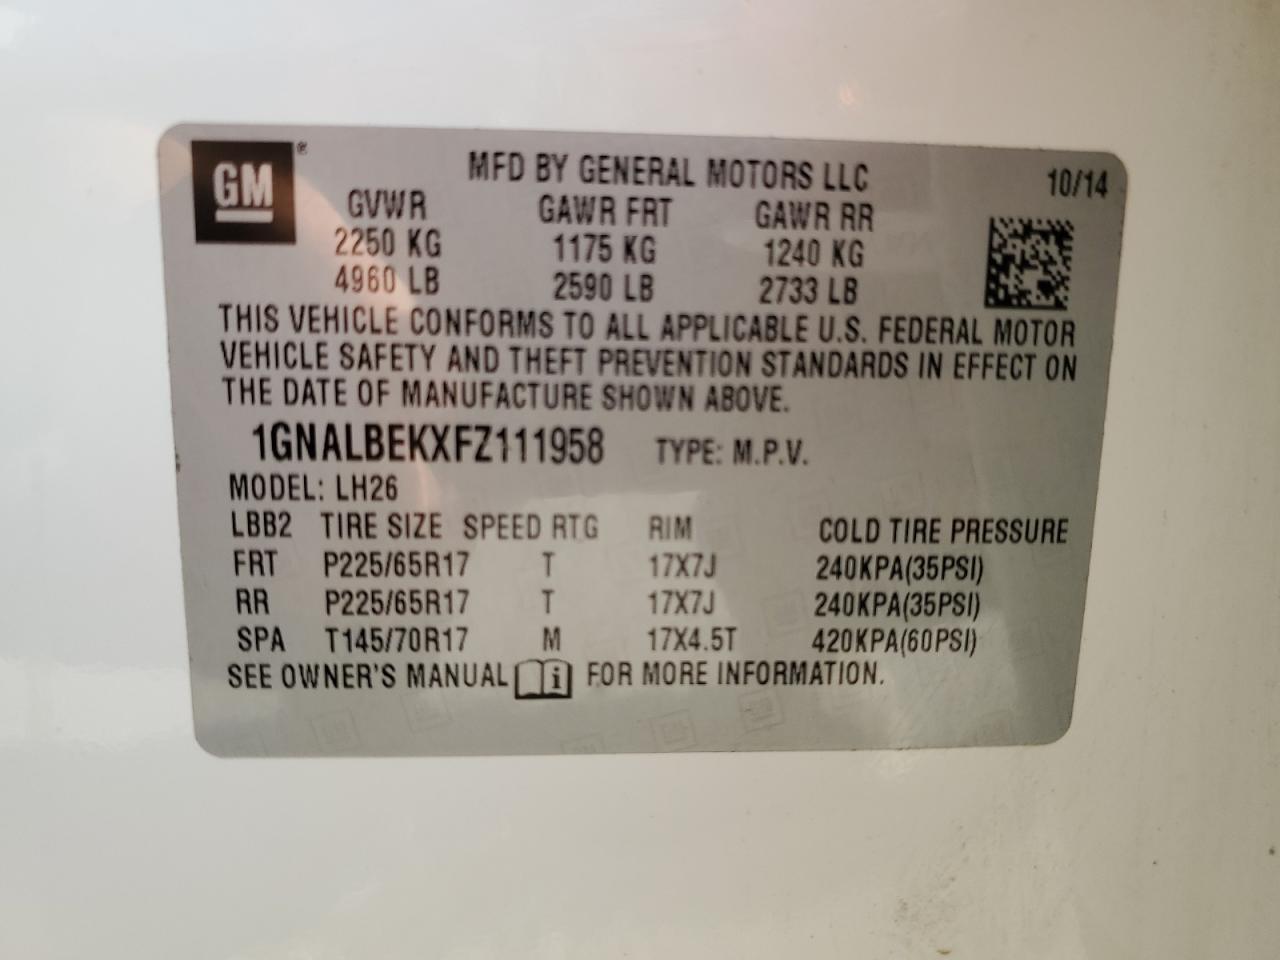 GM®
MFD BY GENERAL MOTORS LLC 10/14
GVWR GAWR FRT GAWR RR
2250 KG 1175 KG 1240 KG
4960 LB 2590 LB 2733 LB
THIS VEHICLE CONFORMS TO ALL APPLICABLE U.S. FEDERAL MOTOR
VEHICLE SAFETY AND THEFT PREVENTION STANDARDS IN EFFECT ON
THE DATE OF MANUFACTURE SHOWN ABOVE.
1GNALBEKXFZ111958 TYPE: M.P.V.
MODEL: LH26
LBB2 TIRE SIZE SPEED RTG RIM COLD TIRE PRESSURE
FRT P225/65R17 T 17X7J 240KPA(35PSI)
RR P225/65R17 T 17X7J 240KPA(35PSI)
SPA T145/70R17 M 17X4.5T 420KPA(60PSI)
SEE OWNER'S MANUAL i FOR MORE INFORMATION.